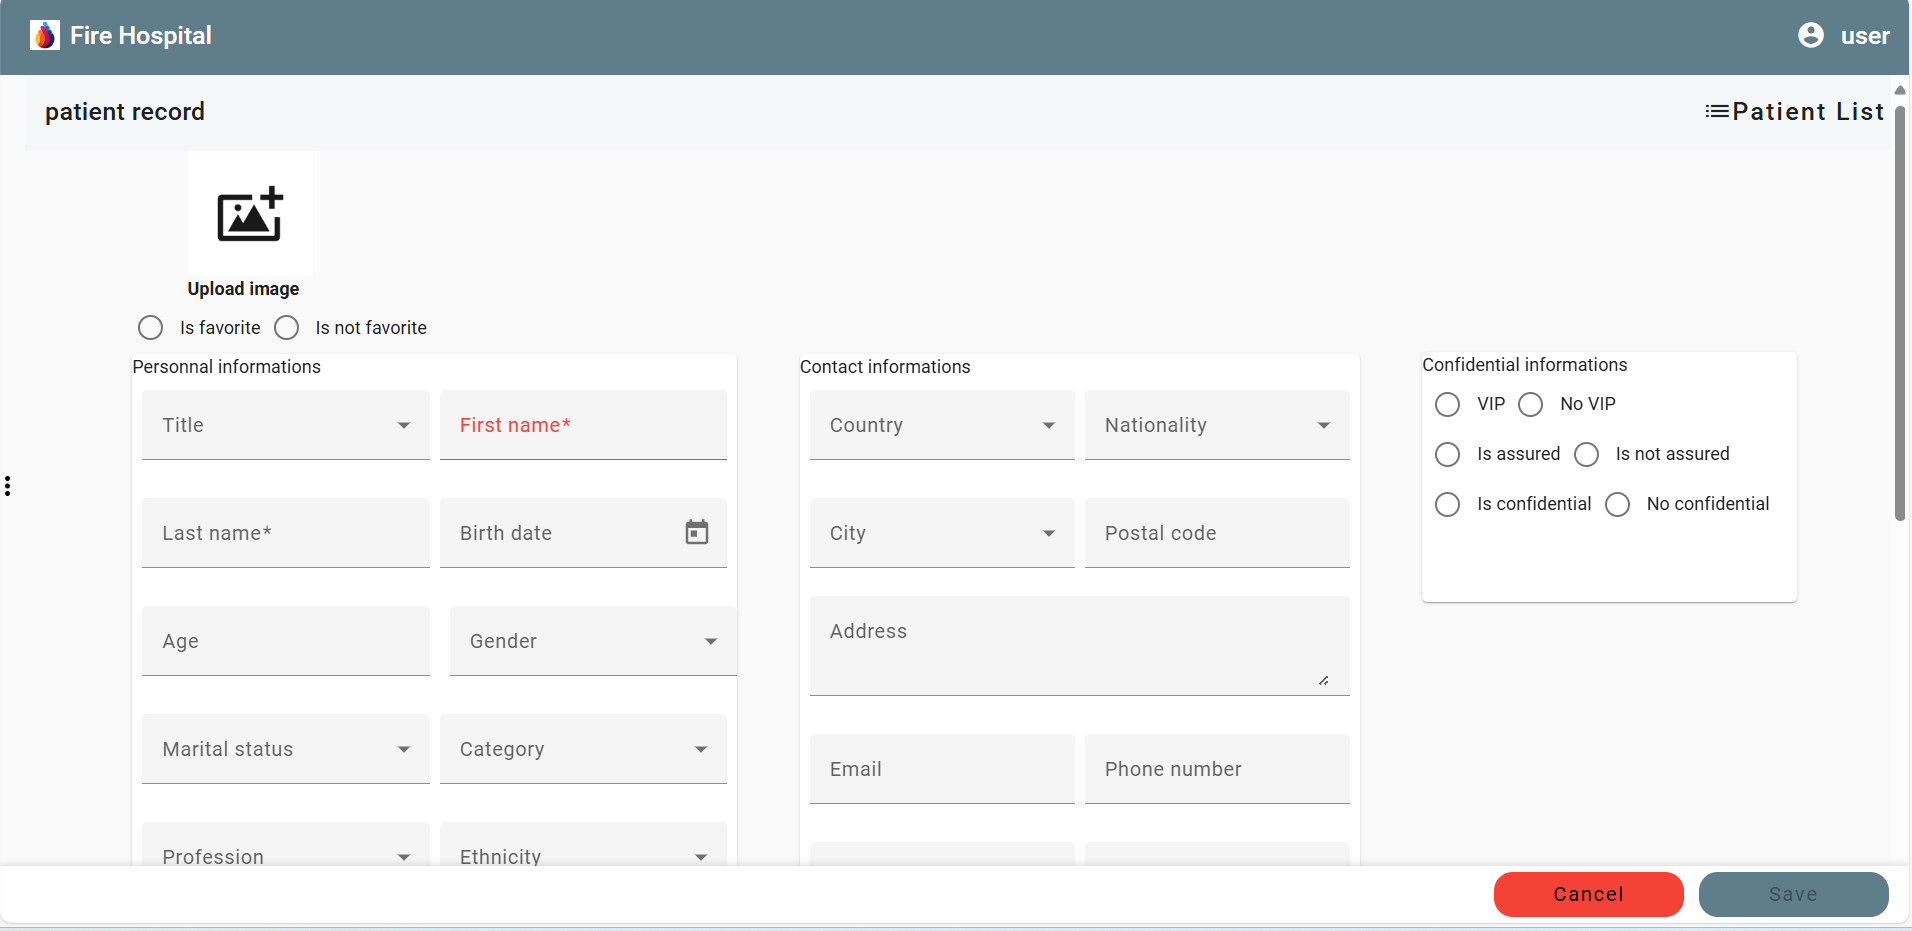 Fire Hospital
user
patient record
Patient List
Upload image
Is favorite Is not favorite
Personnal informations
Title First name*
Last name* Birth date
Age Gender
Marital status Category
Profession Ethnicity
Contact informations
Country Nationality
City Postal code
Address
Email Phone number
Confidential informations
VIP No VIP
Is assured Is not assured
Is confidential No confidential
Cancel Save